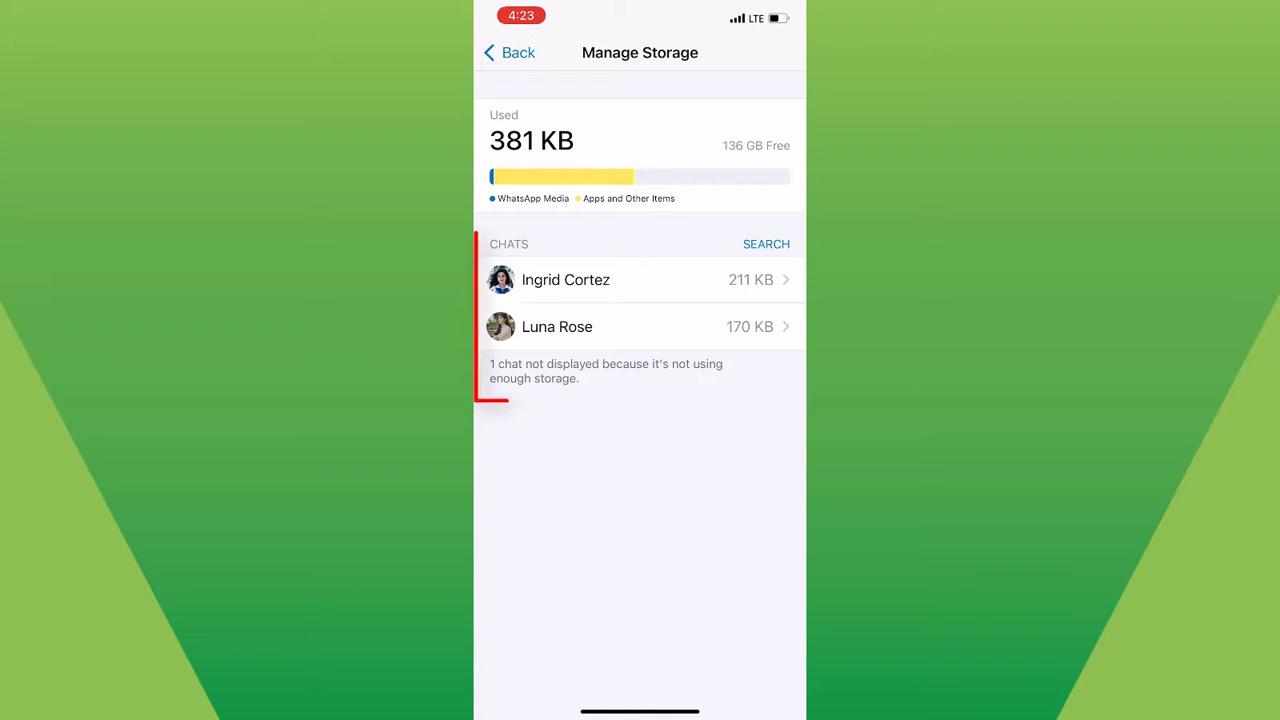 4:23
LTE
Back
Manage Storage
Used
381 KB
136 GB Free
WhatsApp Media
Apps and Other Items
CHATS
SEARCH
Ingrid Cortez
211 KB
Luna Rose
170 KB
1 chat not displayed because it's not using
enough storage.